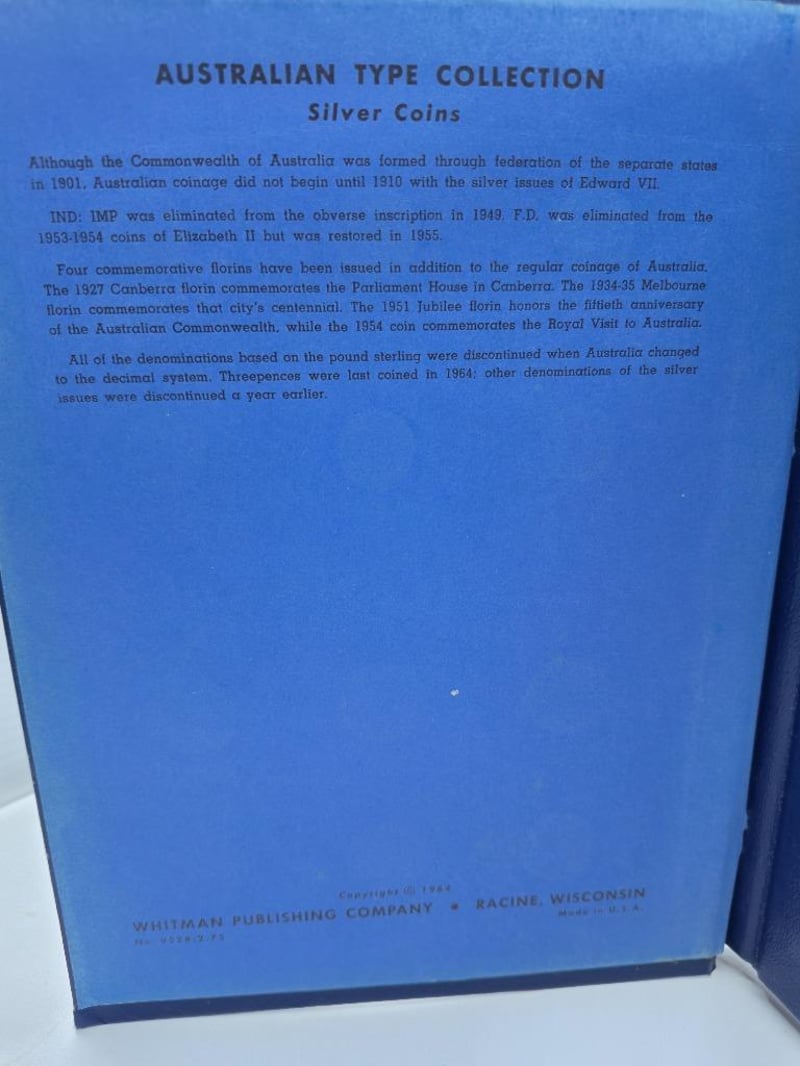 AUSTRALIAN TYPE COLLECTION
Silver Coins
Although the Commonwealth of Australia was formed through federation of the separate states
in 1901, Australian coinage did not begin until 1910 with the silver issues of Edward VII.
IND: IMP was eliminated from the obverse inscription in 1949. F.D. was eliminated from the
1953-1954 coins of Elizabeth II but was restored in 1955.
Four commemorative florins have been issued in addition to the regular coinage of Australia.
The 1927 Canberra florin commemorates the Parliament House in Canberra. The 1934-35 Melbourne
florin commemorates that city's centennial. The 1951 Jubilee florin honors the fiftieth anniversary
of the Australian Commonwealth, while the 1954 coin commemorates the Royal Visit to Australia.
All of the denominations based on the pound sterling were discontinued when Australia changed
to the decimal system. Threepences were last coined in 1964; other denominations of the silver
issues were discontinued a year earlier.
Copyright © 1964
WHITMAN PUBLISHING COMPANY • RACINE, WISCONSIN
Made in U.S.A.